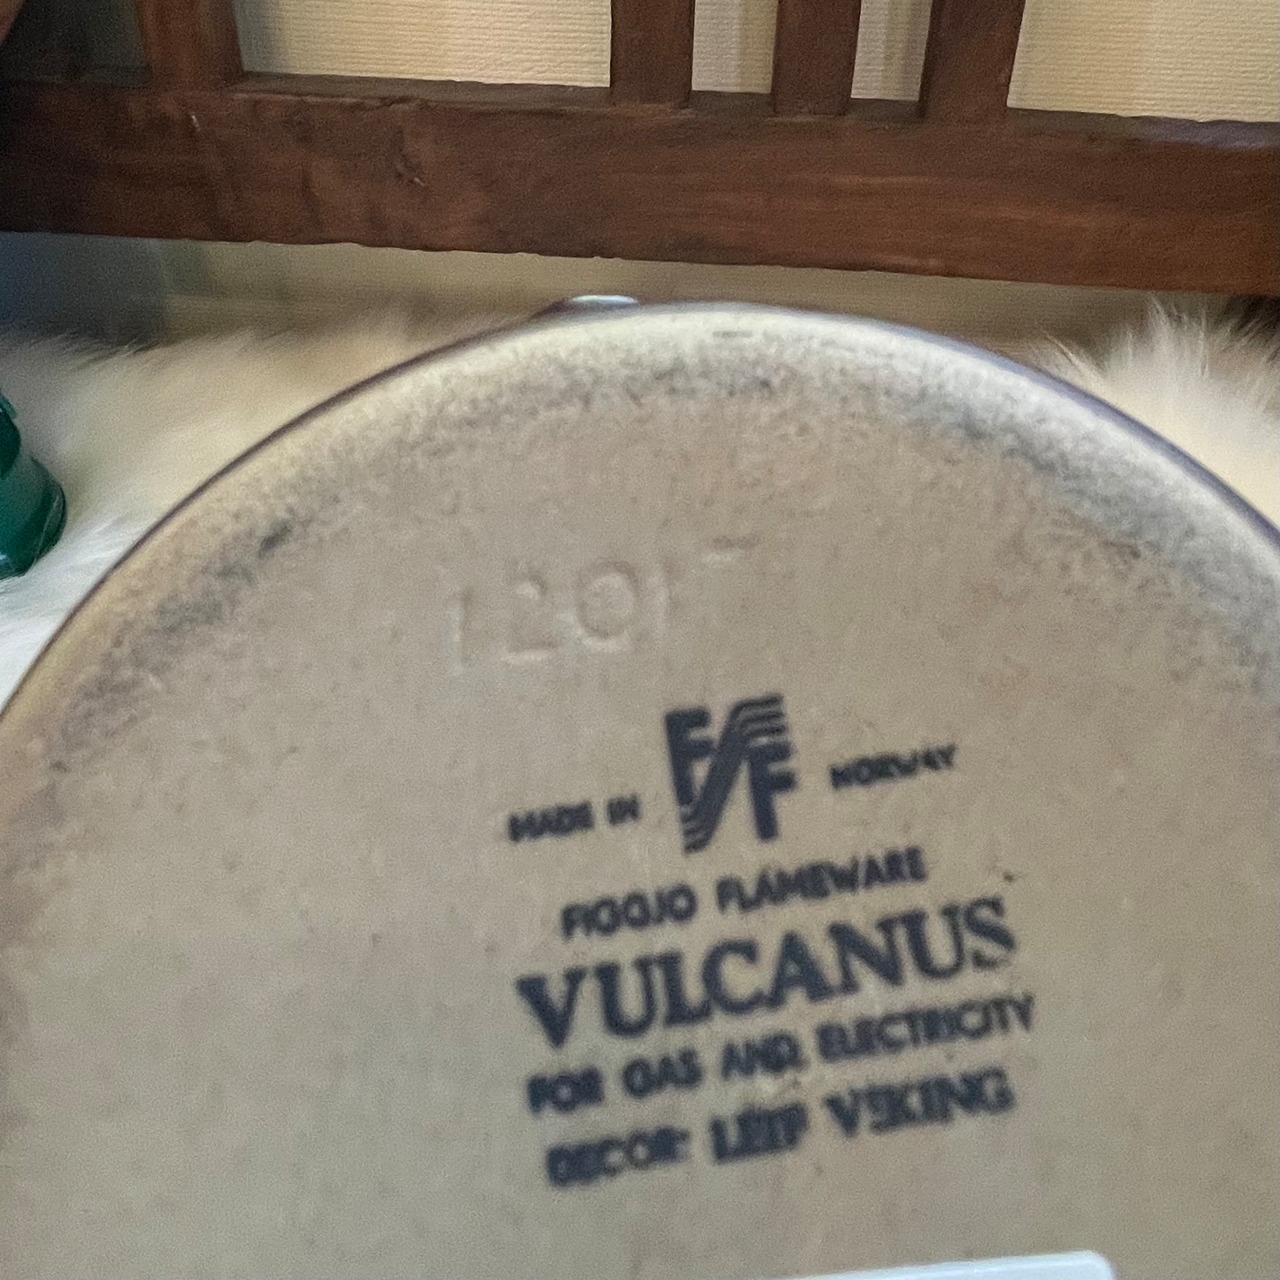 1201
MADE IN FF NORWAY
FIGGJO FLAMEWARE
VULCANUS
FOR GAS AND ELECTRICITY
DECOR: LEIF VIKING